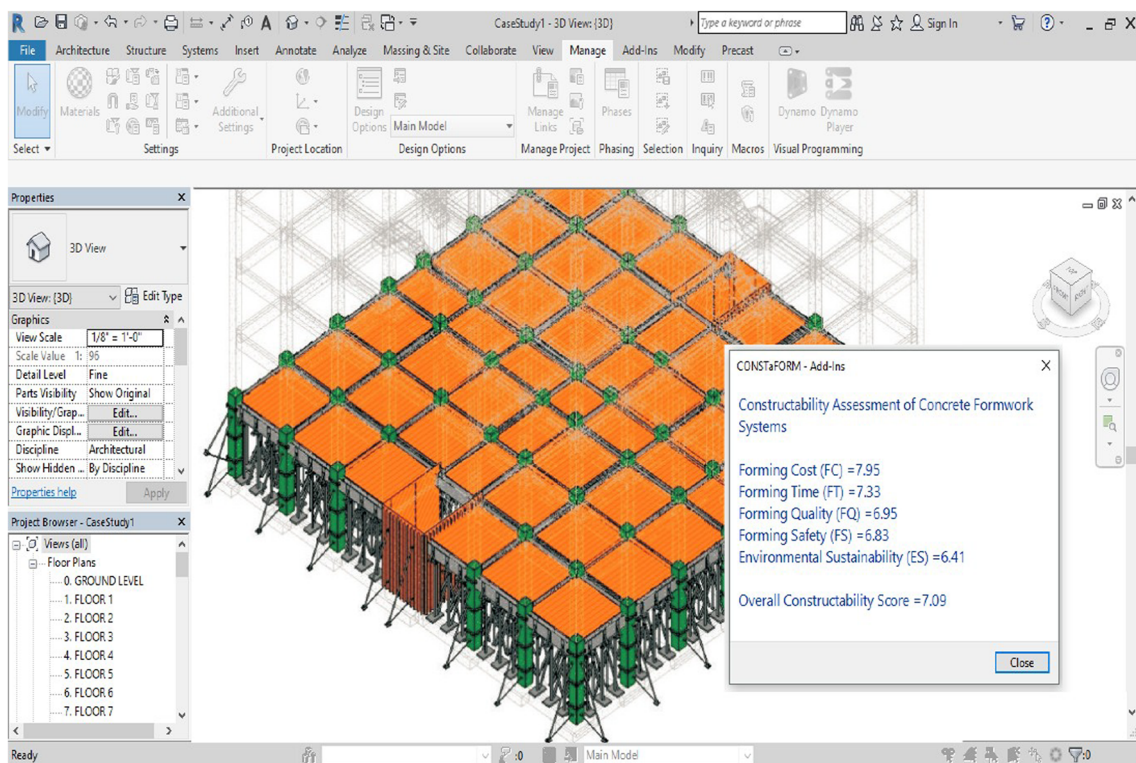 CaseStudy1 - 3D View: {3D}
Type a keyword or phrase
Sign In
File Architecture Structure Systems Insert Annotate Analyze Massing & Site Collaborate View Manage Add-Ins Modify Precast
Modify
Materials
Additional
Settings
Design
Options
Main Model
Manage
Links
Phases
Dynamo Dynamo
Player
Select Settings Project Location Design Options Manage Project Phasing Selection Inquiry Macros Visual Programming
Properties X
3D View
3D View: {3D} Edit Type
Graphics
View Scale 1/8" = 1'-0"
Scale Value 1: 96
Detail Level Fine
Parts Visibility Show Original
Visibility/Grap... Edit...
Graphic Displ... Edit...
Discipline Architectural
Show Hidden ... By Discipline
Properties help Apply
Project Browser - CaseStudy1 X
Views (all)
Floor Plans
0. GROUND LEVEL
1. FLOOR 1
2. FLOOR 2
3. FLOOR 3
4. FLOOR 4
5. FLOOR 5
6. FLOOR 6
7. FLOOR 7
TOP
CONSTaFORM - Add-Ins X
Constructability Assessment of Concrete Formwork
Systems
Forming Cost (FC) =7.95
Forming Time (FT) =7.33
Forming Quality (FQ) =6.95
Forming Safety (FS) =6.83
Environmental Sustainability (ES) =6.41
Overall Constructability Score =7.09
Close
Ready :0 Main Model :0